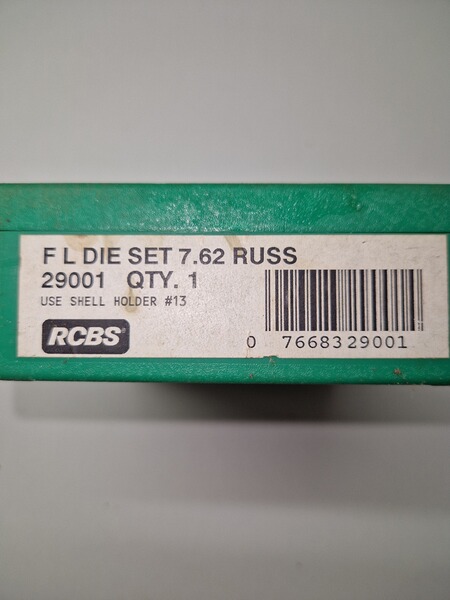 F L DIE SET 7.62 RUSS
29001 QTY. 1
USE SHELL HOLDER #13
RCBS
0 7668329001